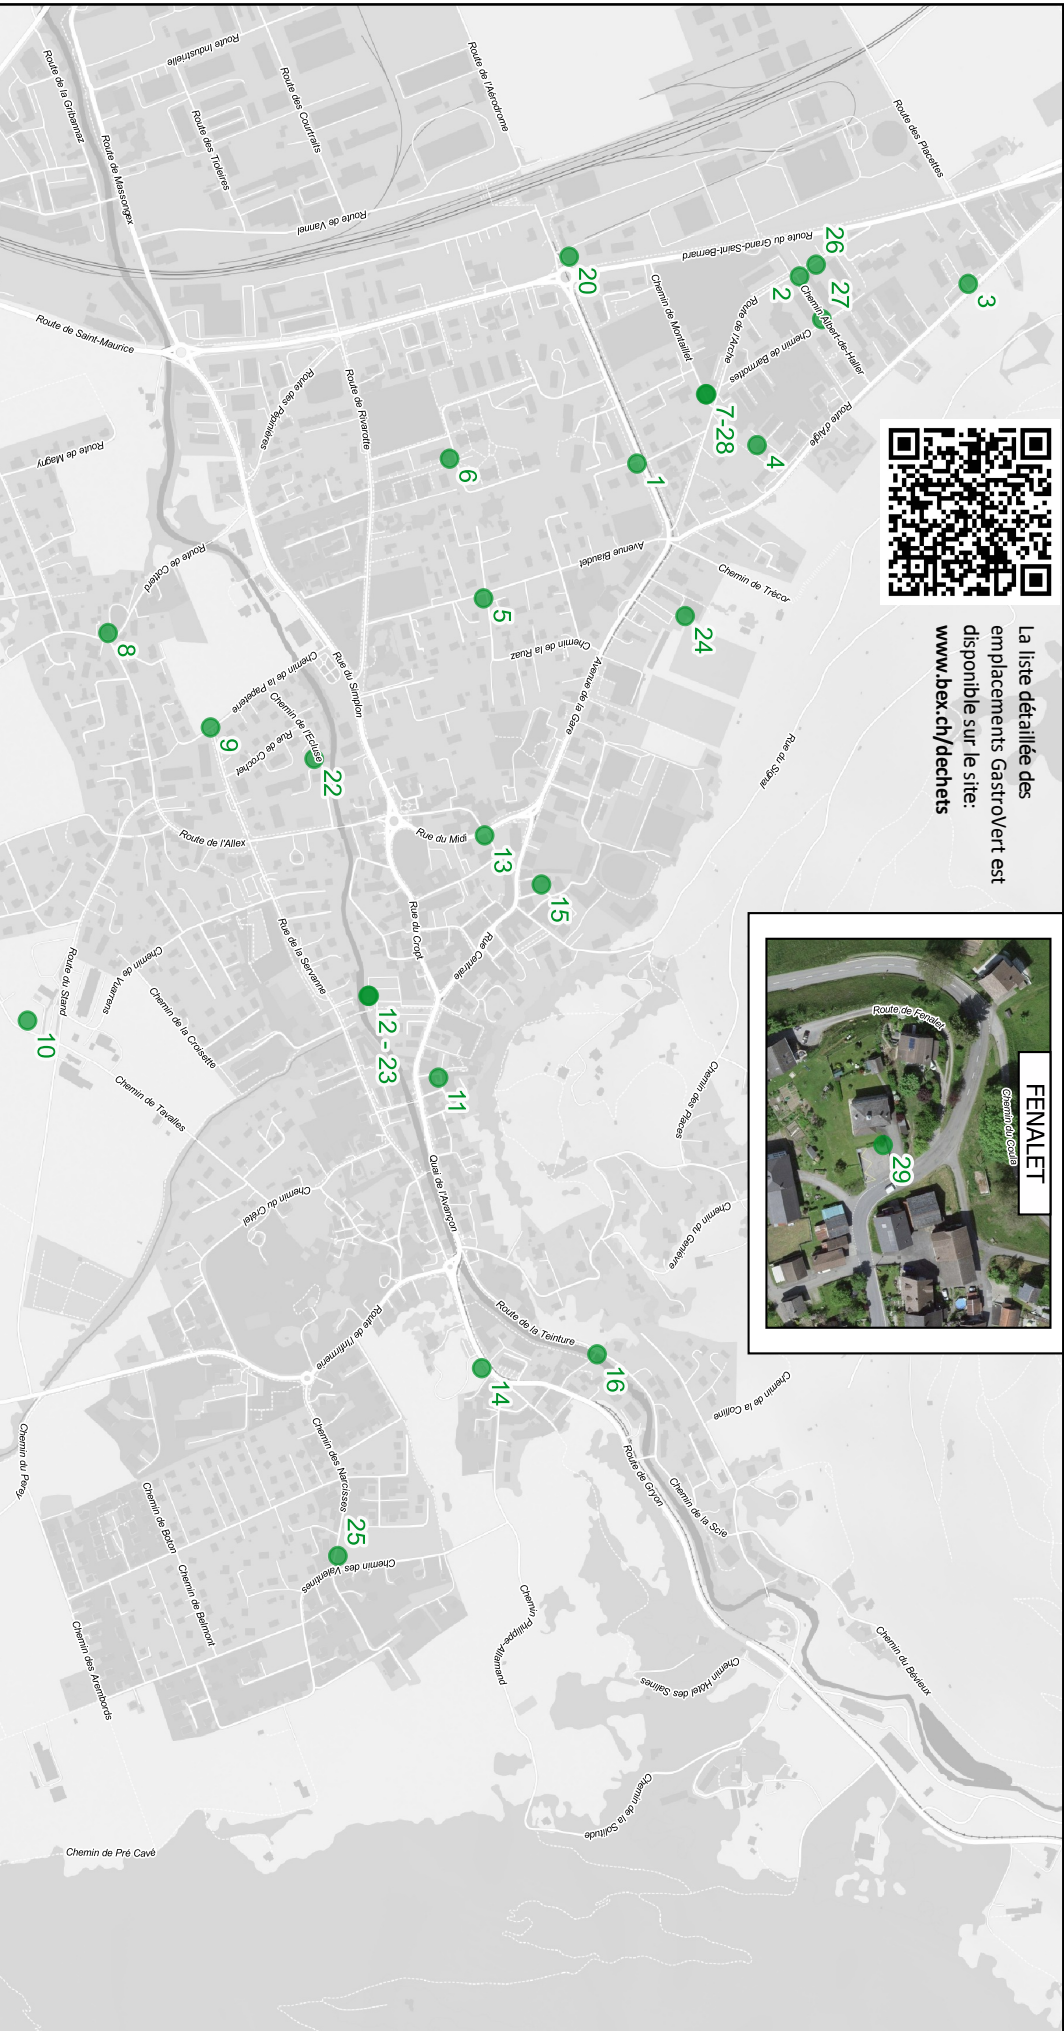 La liste détaillée des
emplacements GastroVert est
disponible sur le site:
www.bex.ch/dechets
FENALET
Chemin du Coula
Route de Fenalet
29
3
26
27
2
20
7-28
4
1
6
5
24
8
9
22
13
15
12 - 23
11
10
16
14
25
Route des Placettes
Route de l'Aérodrome
Route des Courtraits
Route Industrielle
Route des Tioleires
Route de la Gribannaz
Route de Massongex
Route de Vannel
Route du Grand-Saint-Bernard
Chemin Albert-de-Haller
Chemin de Barmottes
Route de l'Arche
Chemin de Montaillet
Route d'Aigle
Route de Saint-Maurice
Route de Rivarotte
Route des Pépinières
Route de Magny
Avenue Biaudet
Chemin de Trécor
Chemin de la Ruaz
Avenue de la Gare
Rue du Signal
Route de Cotterd
Rue du Simplon
Chemin de la Papeterie
Chemin de l'Ecluse
Rue de Crochet
Rue du Midi
Route de l'Allex
Rue du Cropt
Rue Centrale
Rue de la Servanne
Chemin de Vuarrens
Route du Stand
Chemin de la Croisette
Chemin de Tavalles
Chemin des Places
Chemin du Genièvre
Quai de l'Avançon
Chemin du Crêtel
Route de la Teinture
Route de l'Infirmerie
Chemin de la Colline
Route de Gryon
Chemin de la Scie
Chemin des Narcisses
Chemin des Valentines
Chemin du Perey
Chemin de Boton
Chemin de Belmont
Chemin des Arembords
Chemin Philippe-Allamand
Chemin Hôtel des Salines
Chemin du Bévieux
Chemin de la Solitude
Chemin de Pré Cavé